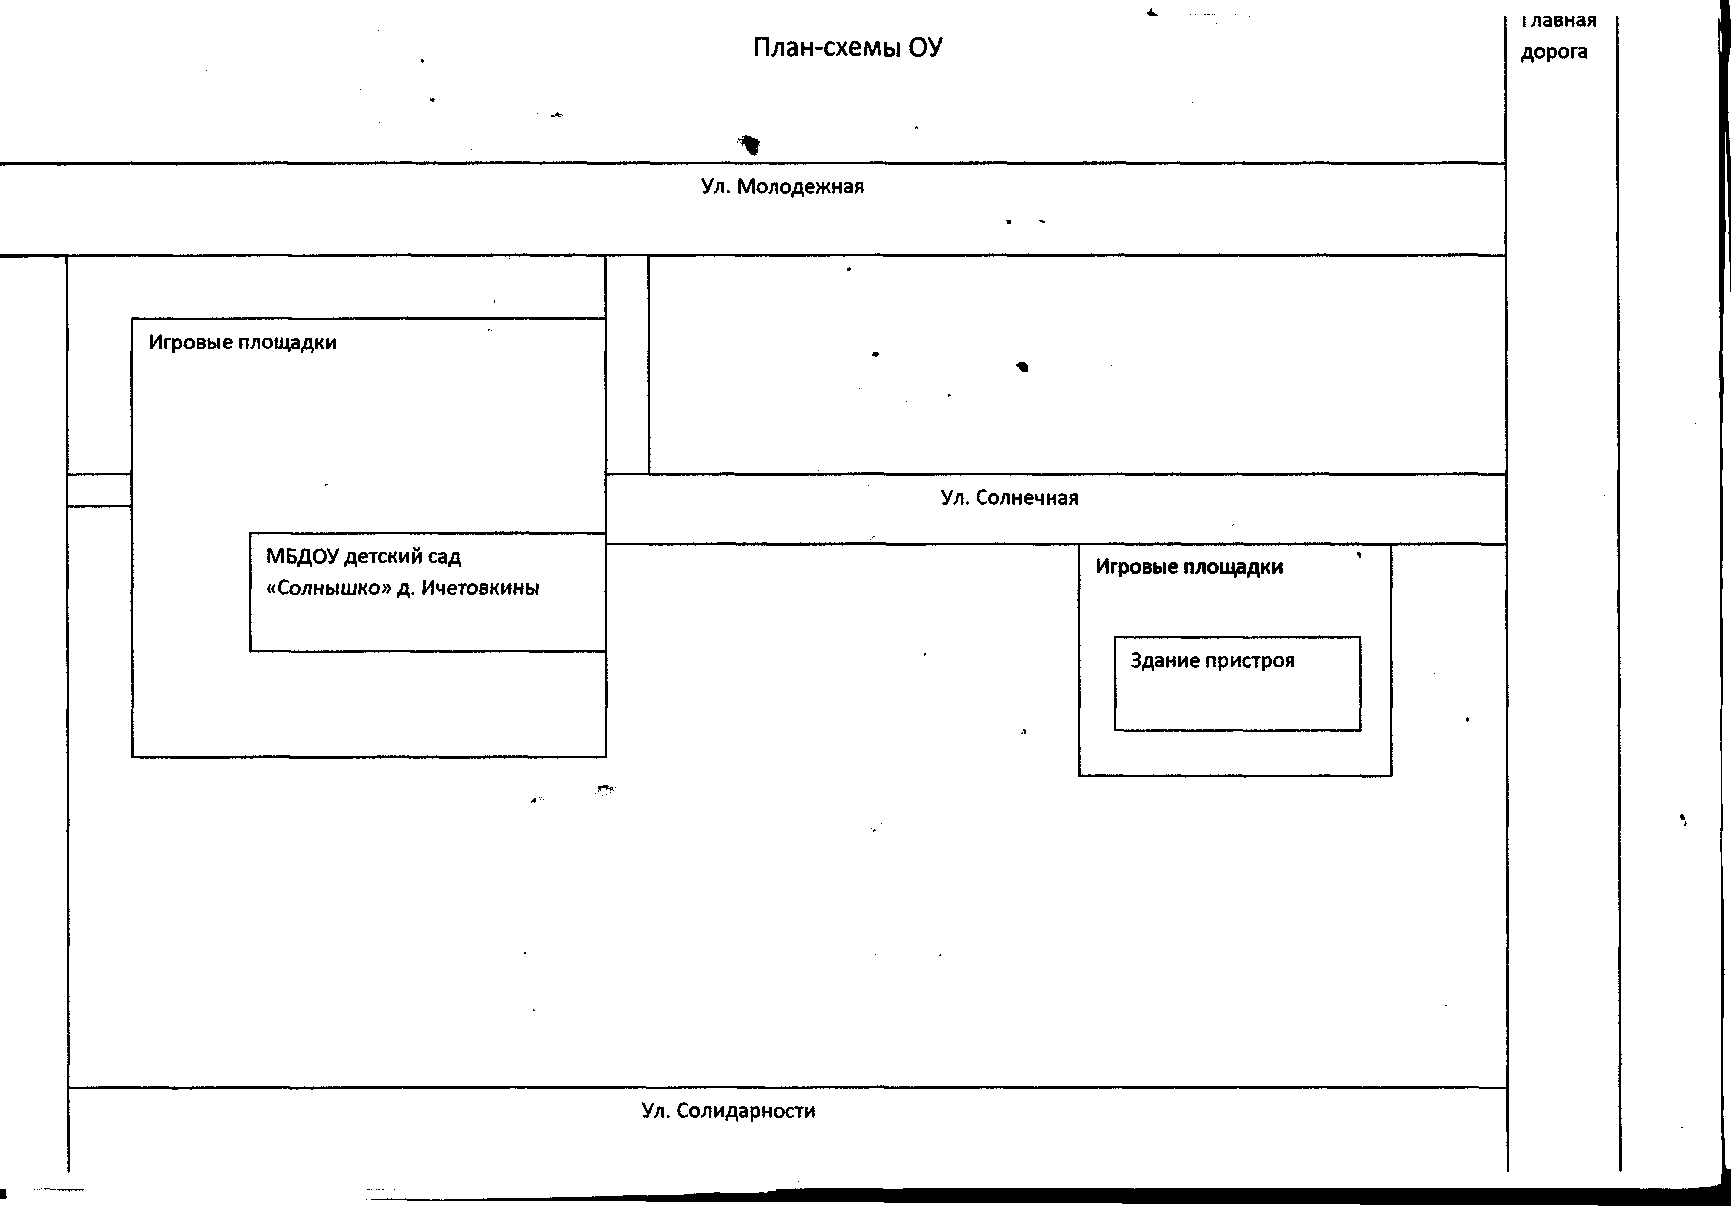 План-схемы ОУ
Главная
дорога
Ул. Молодежная
Игровые площадки
Ул. Солнечная
МБДОУ детский сад
«Солнышко» д. Ичетовкины
Игровые площадки
Здание пристроя
Ул. Солидарности